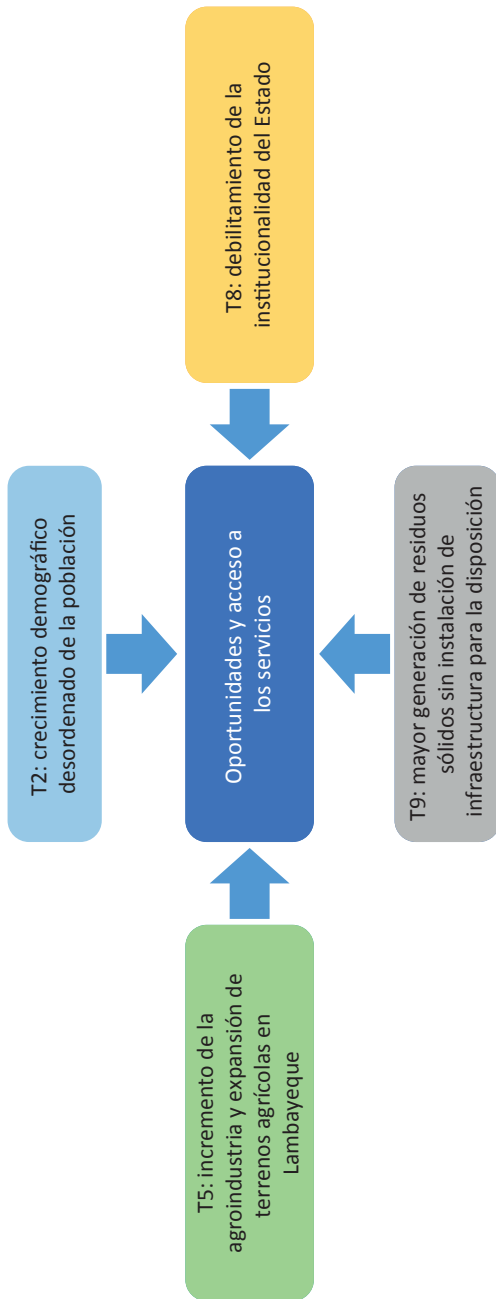 T2: crecimiento demográfico
desordenado de la población
T5: incremento de la
agroindustria y expansión de
terrenos agrícolas en
Lambayeque
Oportunidades y acceso a
los servicios
T8: debilitamiento de la
institucionalidad del Estado
T9: mayor generación de residuos
sólidos sin instalación de
infraestructura para la disposición